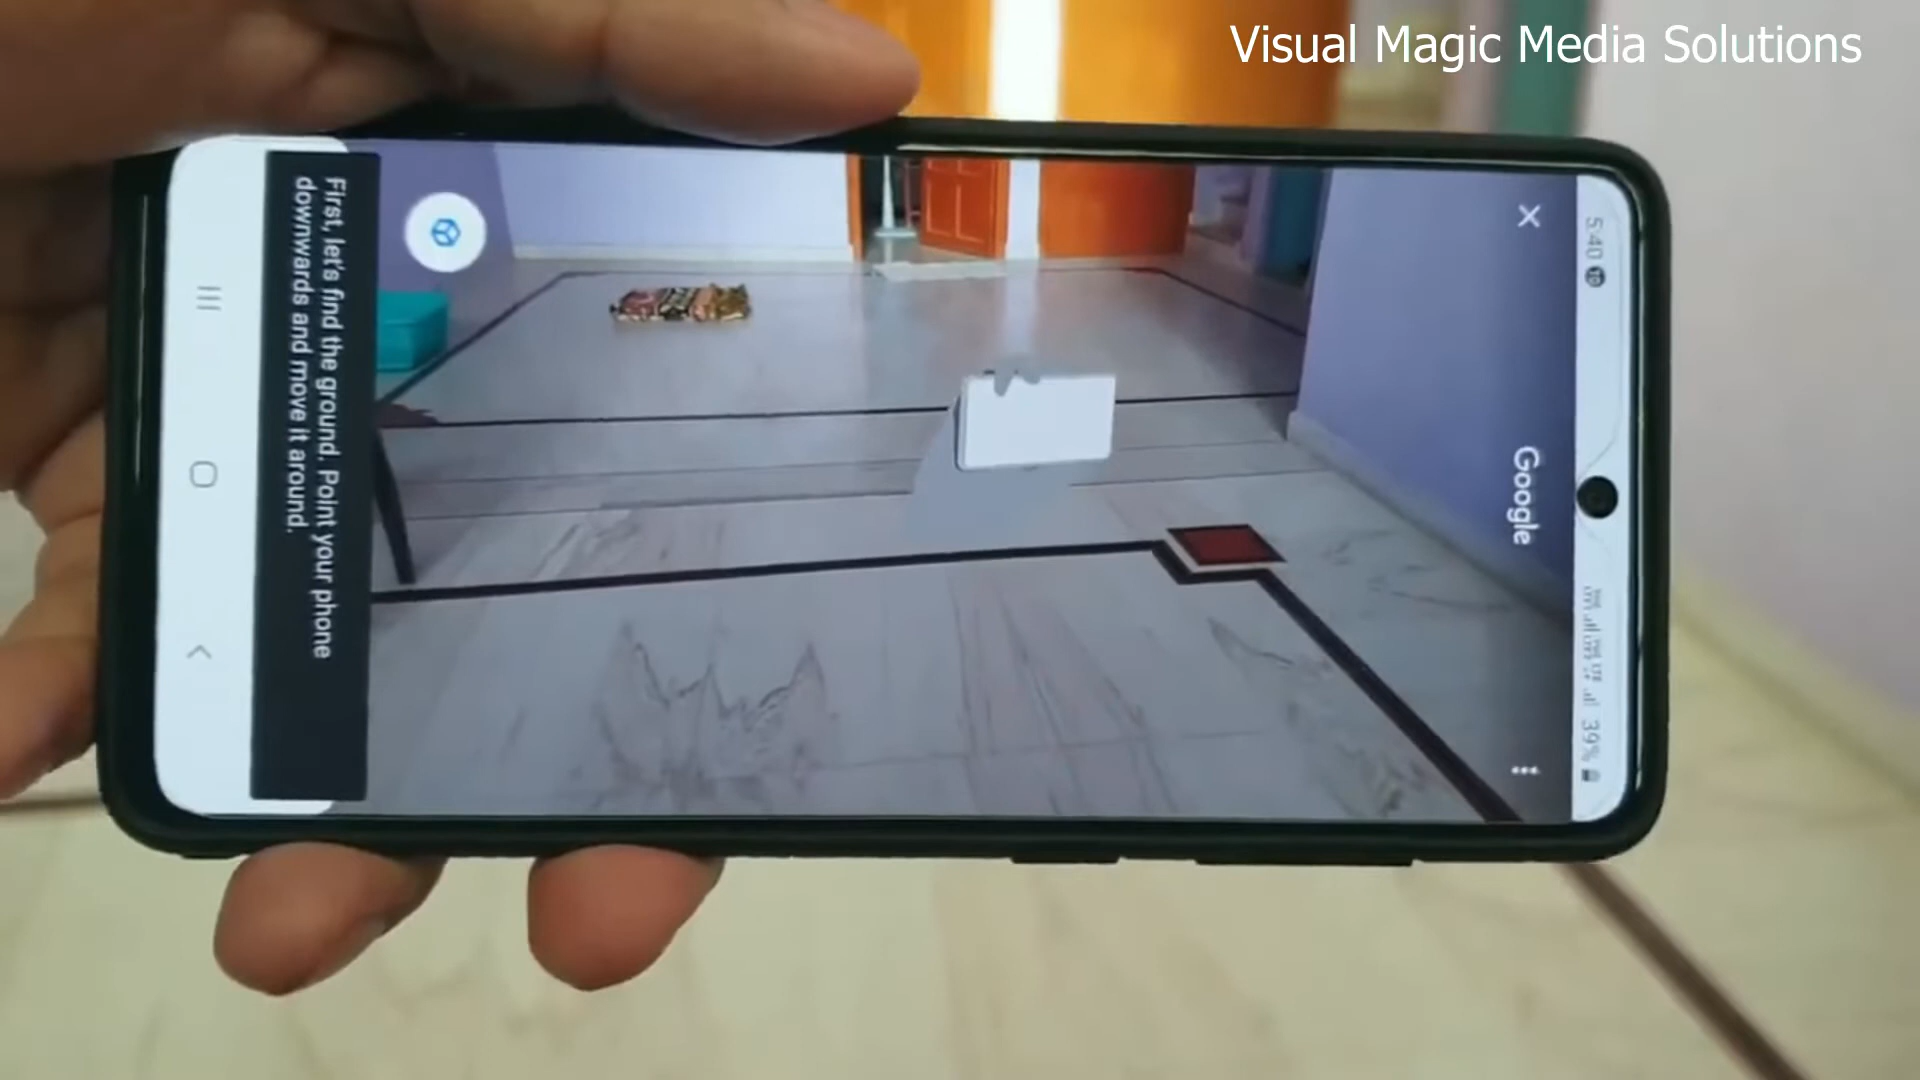 Visual Magic Media Solutions
5:40
39%
Google
First, let's find the ground. Point your phone
downwards and move it around.